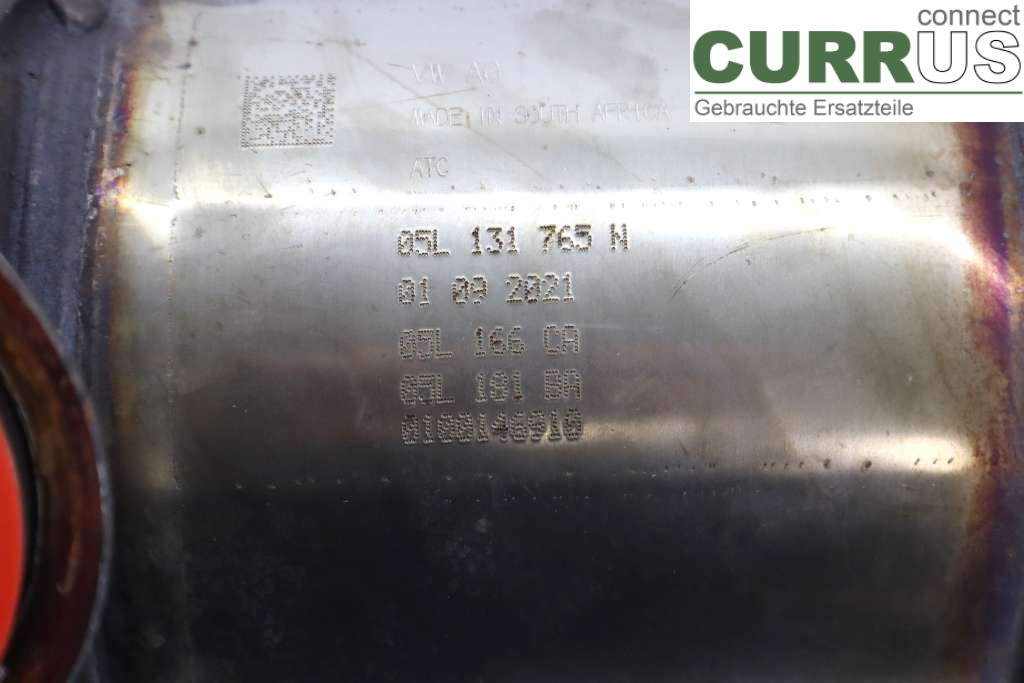 connect
CURRUS
Gebrauchte Ersatzteile
VW AG
MADE IN SOUTH AFRICA
ATC
05L 131 765 N
01 09 2021
05L 166 CA
05L 181 BA
0100146910